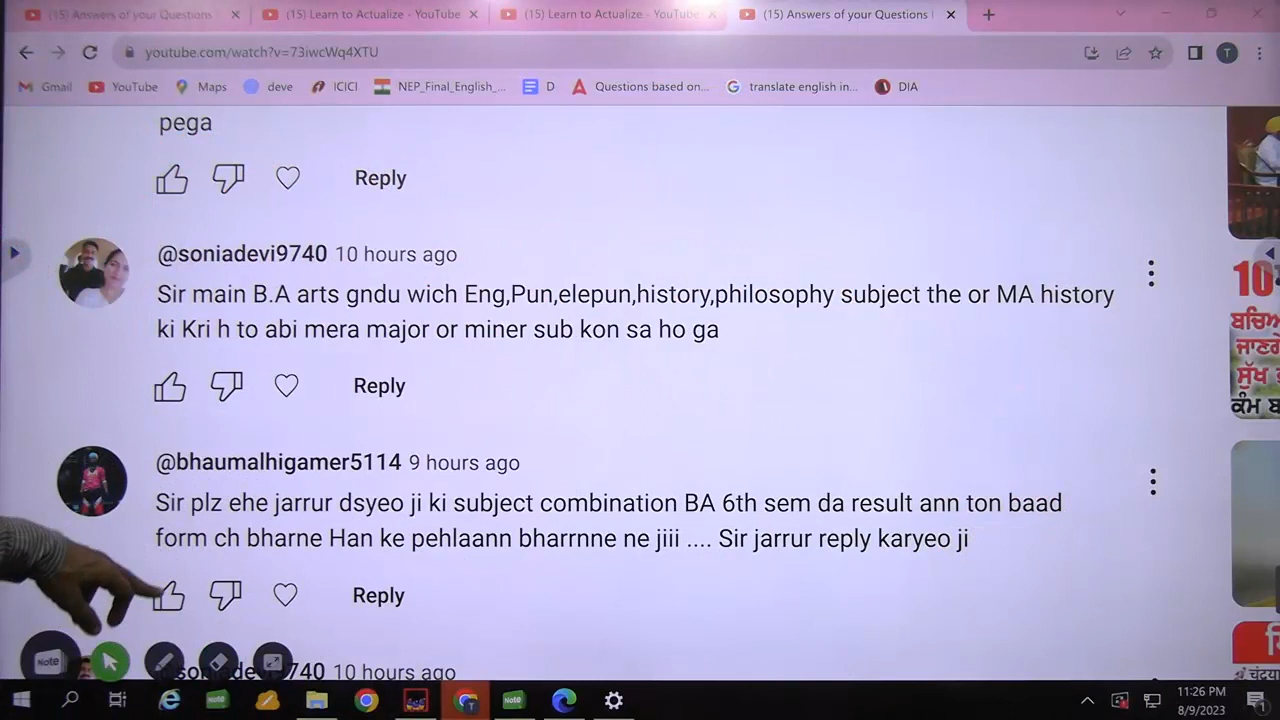 (15) Answers of your Questions
(15) Learn to Actualize - YouTube
(15) Learn to Actualize - YouTube
(15) Answers of your Questions
youtube.com/watch?v=73iwcWq4XTU
T
Gmail
YouTube
Maps
deve
ICICI
NEP_Final_English_...
D
Questions based on...
translate english in...
DIA
pega
Reply
@soniadevi9740 10 hours ago
Sir main B.A arts gndu wich Eng,Pun,elepun,history,philosophy subject the or MA history
ki Kri h to abi mera major or miner sub kon sa ho ga
Reply
@bhaumalhigamer5114 9 hours ago
Sir plz ehe jarrur dsyeo ji ki subject combination BA 6th sem da result ann ton baad
form ch bharne Han ke pehlaann bharrnne ne jiii .... Sir jarrur reply karyeo ji
Reply
10 hours ago
10
ਕੰਮ
Note
Note
Note
11:26 PM
8/9/2023